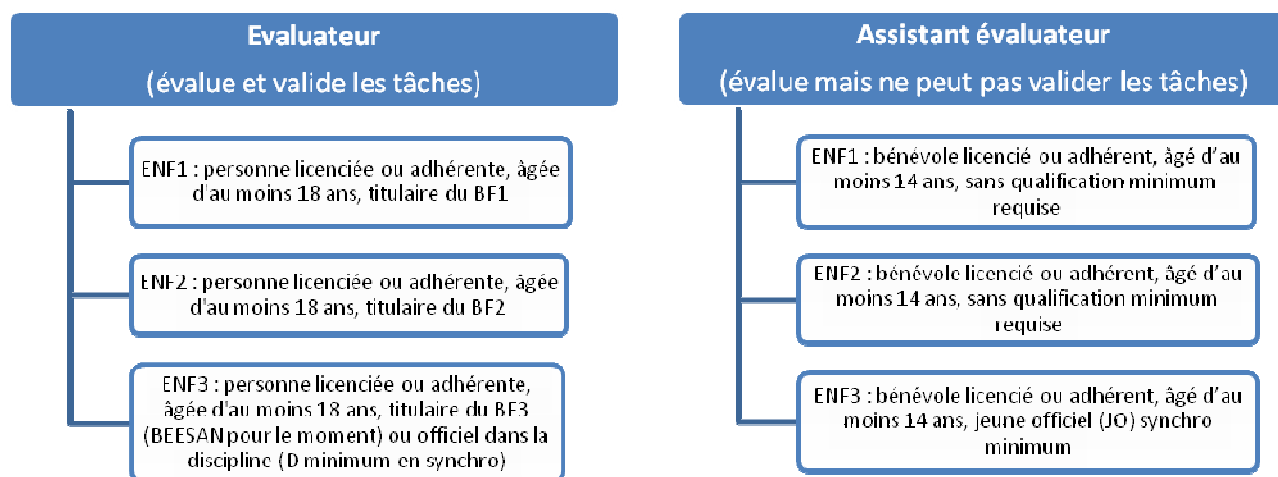 Evaluateur
(évalue et valide les tâches)
ENF1 : personne licenciée ou adhérente, âgée
d'au moins 18 ans, titulaire du BF1
ENF2 : personne licenciée ou adhérente, âgée
d'au moins 18 ans, titulaire du BF2
ENF3 : personne licenciée ou adhérente,
âgée d'au moins 18 ans, titulaire du BF3
(BEESAN pour le moment) ou officiel dans la
discipline (D minimum en synchro)
Assistant évaluateur
(évalue mais ne peut pas valider les tâches)
ENF1 : bénévole licencié ou adhérent, âgé d’au
moins 14 ans, sans qualification minimum
requise
ENF2 : bénévole licencié ou adhérent, âgé d’au
moins 14 ans, sans qualification minimum
requise
ENF3 : bénévole licencié ou adhérent, âgé d’au
moins 14 ans, jeune officiel (JO) synchro
minimum